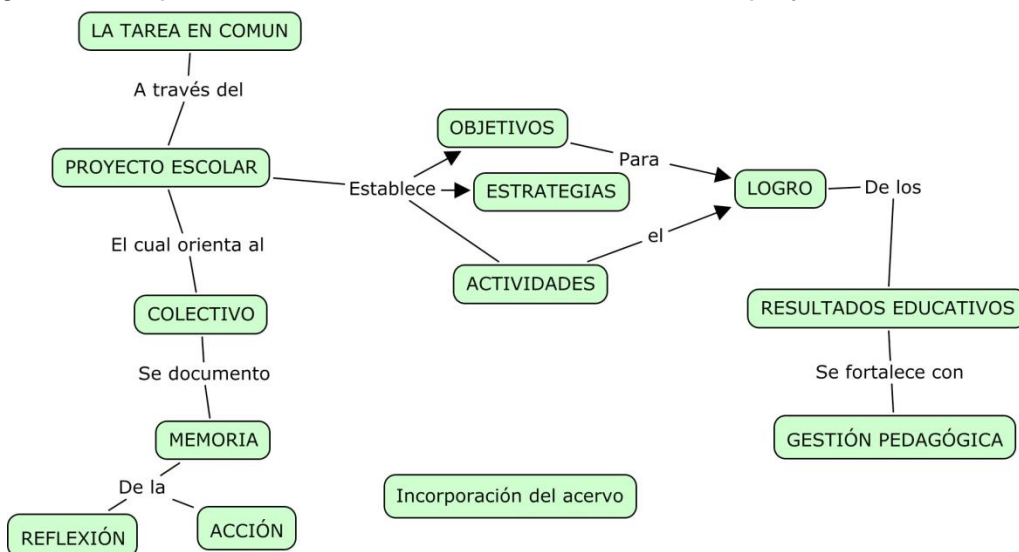 LA TAREA EN COMUN
A través del
PROYECTO ESCOLAR
El cual orienta al
COLECTIVO
Se documento
MEMORIA
De la
REFLEXIÓN
ACCIÓN
Establece
OBJETIVOS
ESTRATEGIAS
ACTIVIDADES
Para
el
LOGRO
De los
RESULTADOS EDUCATIVOS
Se fortalece con
GESTIÓN PEDAGÓGICA
Incorporación del acervo